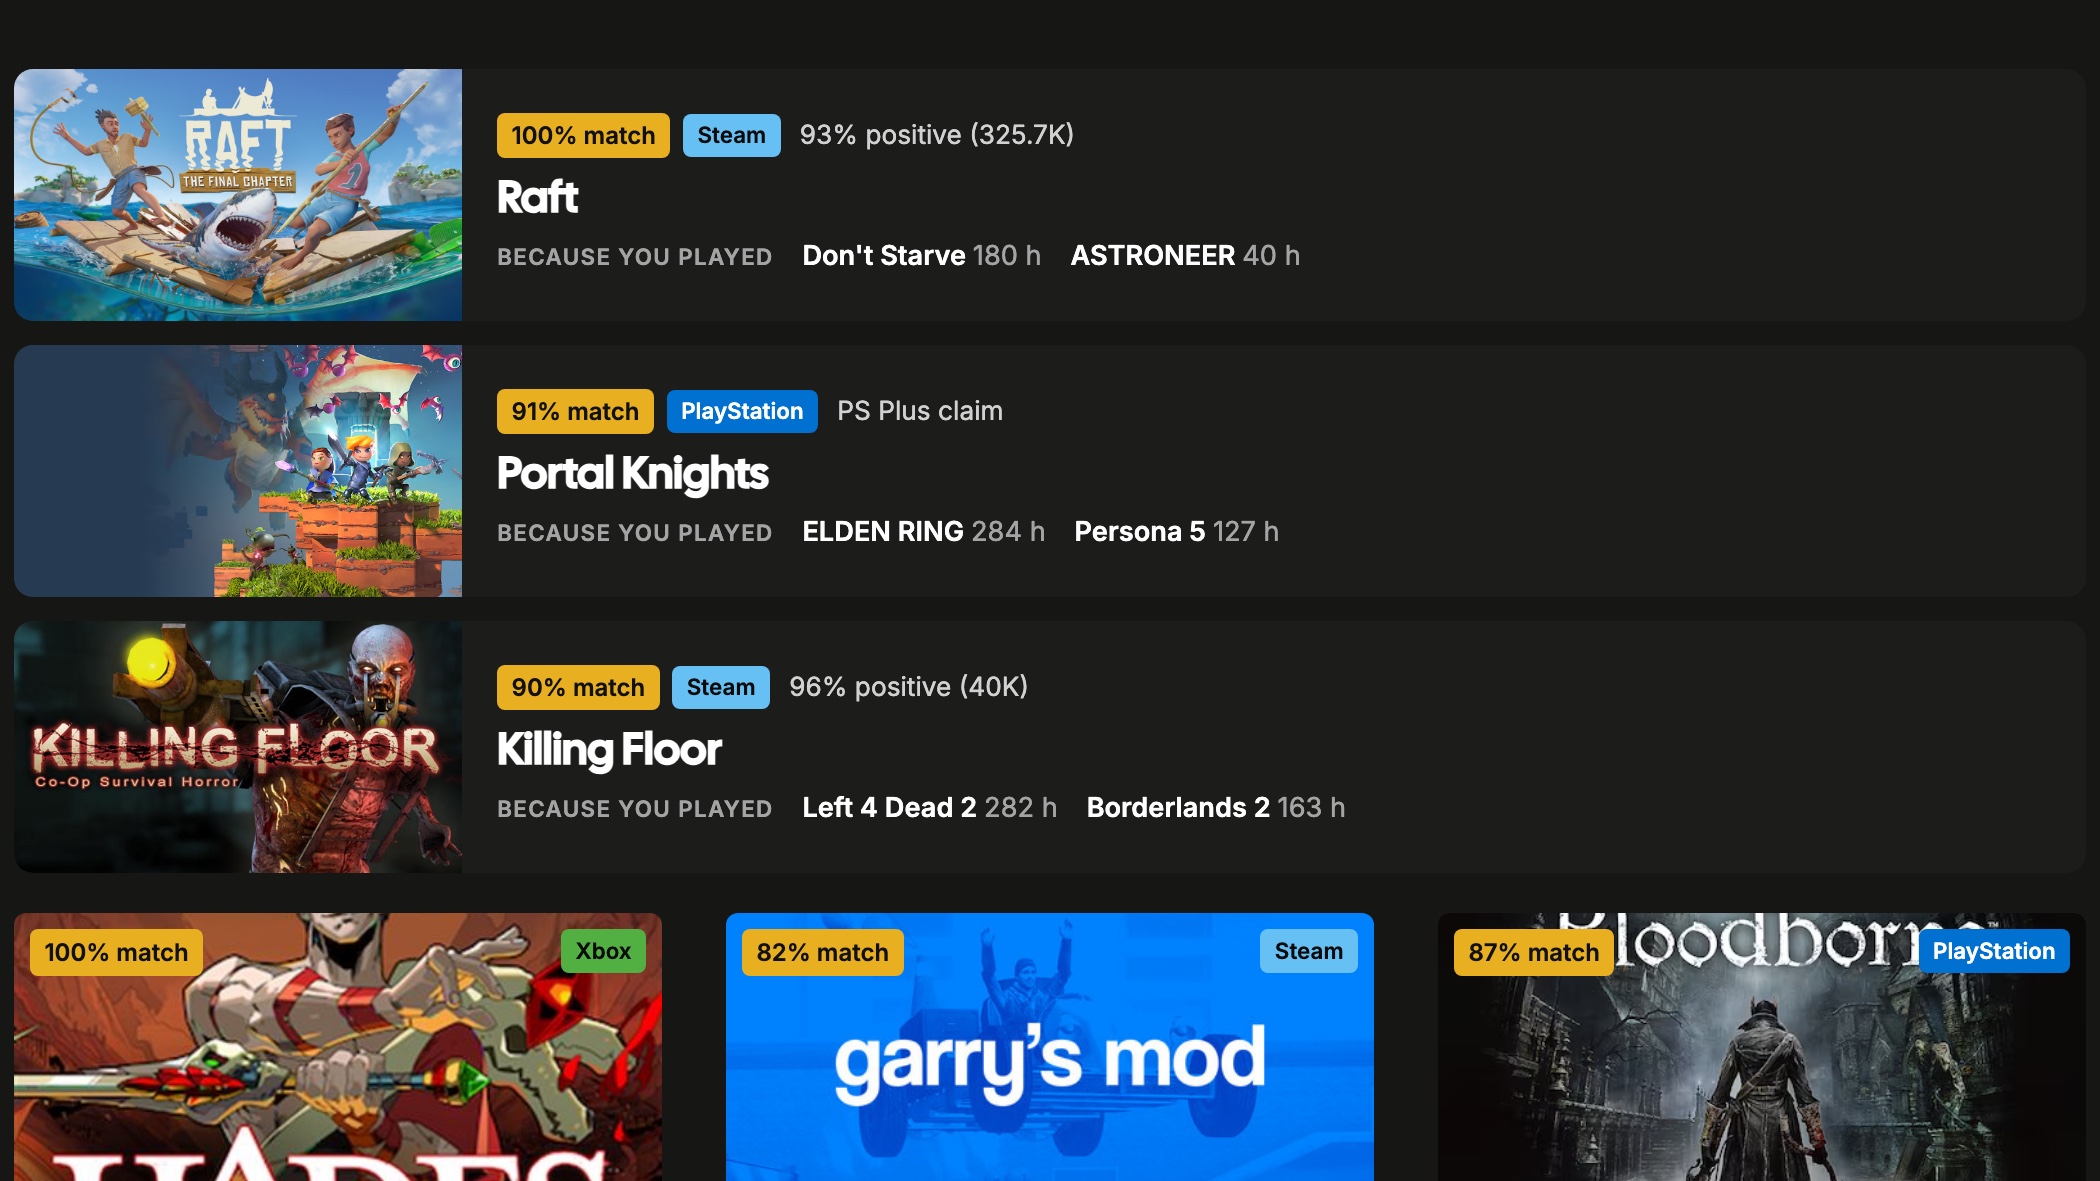 RAFT
THE FINAL CHAPTER
100% match Steam 93% positive (325.7K)
Raft
BECAUSE YOU PLAYED Don't Starve 180 h ASTRONEER 40 h
91% match PlayStation PS Plus claim
Portal Knights
BECAUSE YOU PLAYED ELDEN RING 284 h Persona 5 127 h
KILLING FLOOR
Co-Op Survival Horror
90% match Steam 96% positive (40K)
Killing Floor
BECAUSE YOU PLAYED Left 4 Dead 2 282 h Borderlands 2 163 h
100% match Xbox
HADES
82% match Steam
garry's mod
87% match PlayStation
Bloodborne